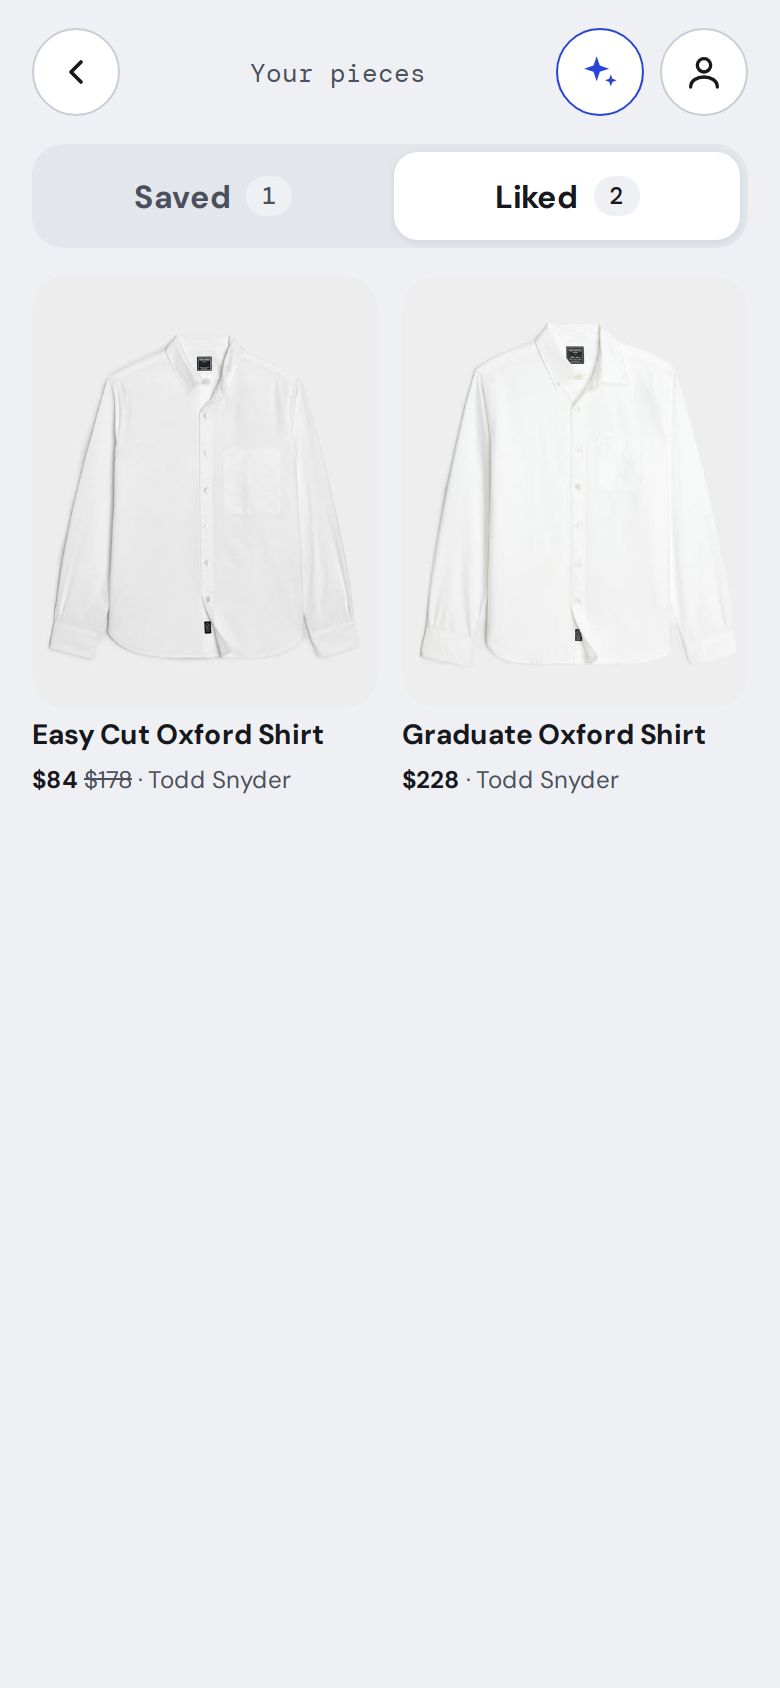 Your pieces
Saved 1
Liked 2
Easy Cut Oxford Shirt
$84 $178 · Todd Snyder
Graduate Oxford Shirt
$228 · Todd Snyder